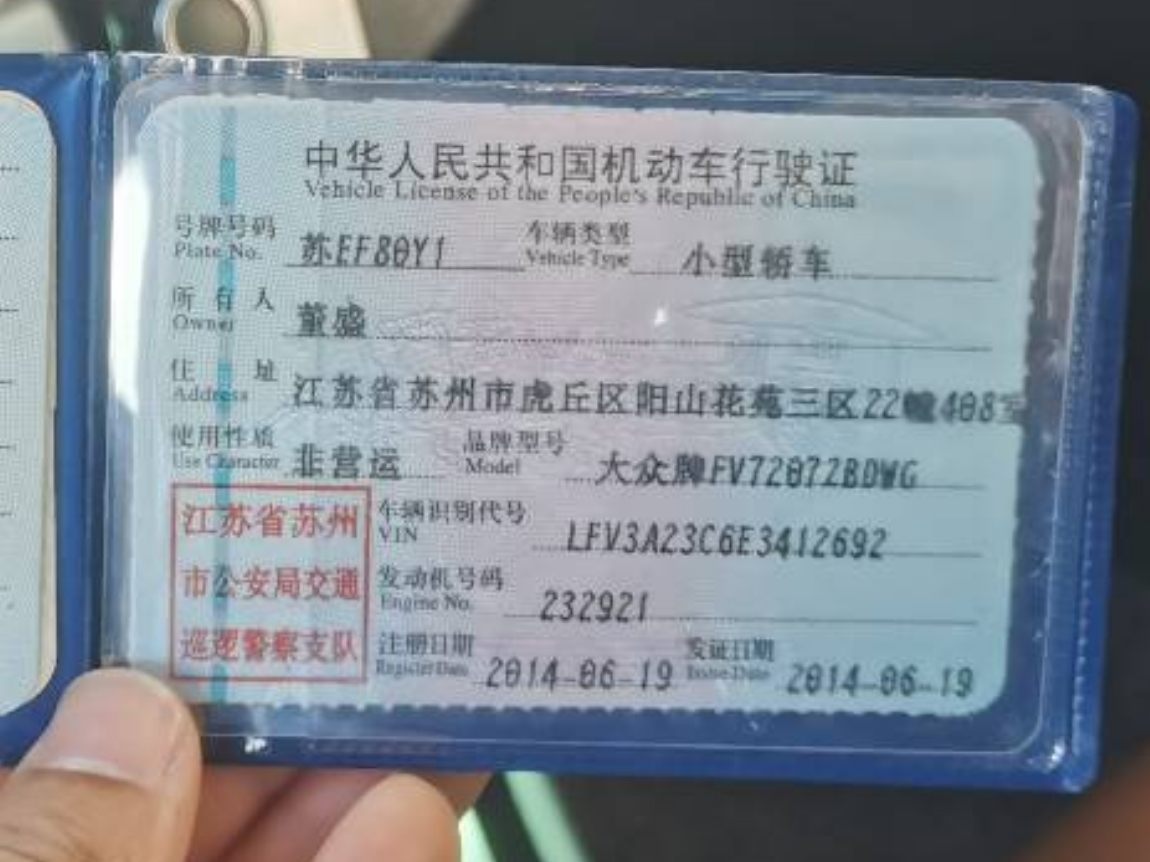 中华人民共和国机动车行驶证
Vehicle License of the People's Republic of China
号牌号码 苏EF80Y1 车辆类型 小型轿车
Plate No. Vehicle Type
所有人 董盛
Owner
住址 江苏省苏州市虎丘区阳山花苑三区22幢408室
Address
使用性质 非营运 品牌型号 大众牌FV72072BDWG
Use Character Model
江苏省苏州 车辆识别代号 LFV3A23C6E3412692
VIN
市公安局交通 发动机号码 232921
Engine No.
巡逻警察支队 注册日期 2014-06-19 发证日期 2014-06-19
Register Date Issue Date